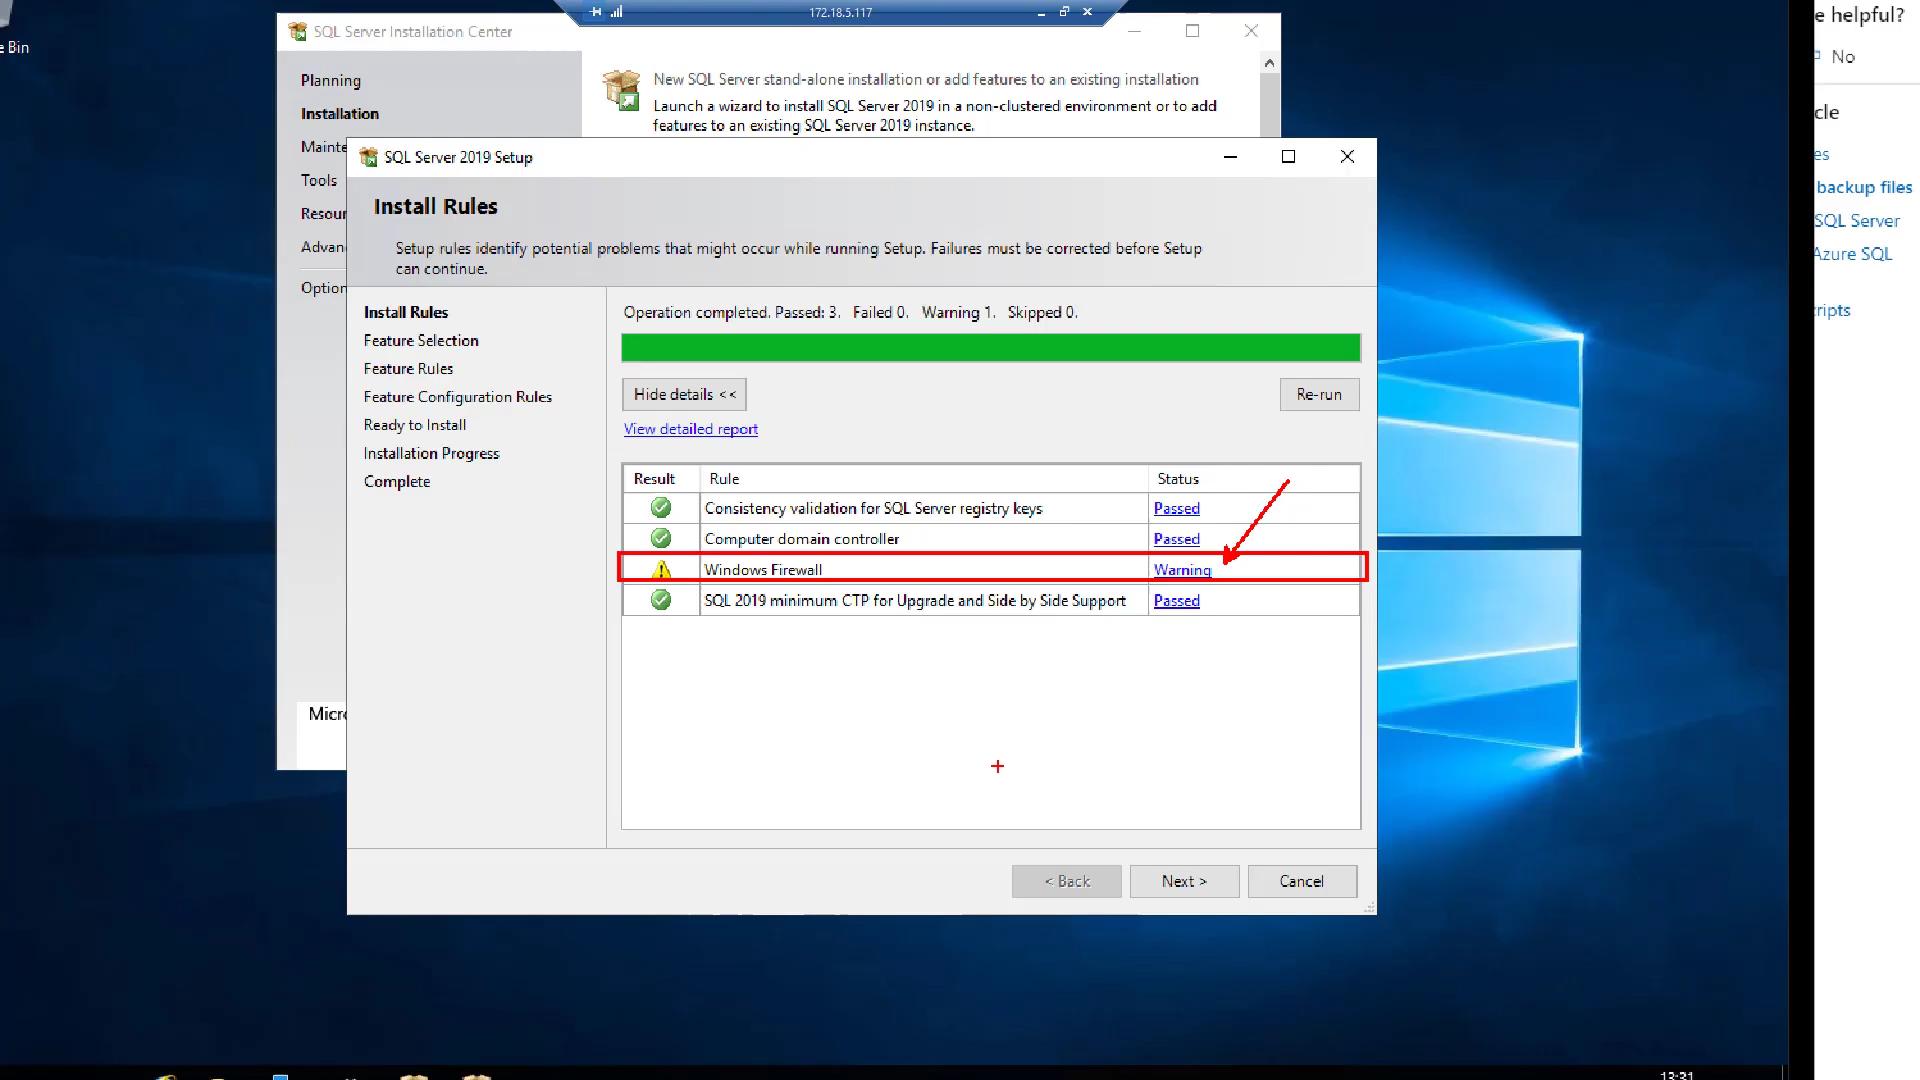 172.18.5.117
e Bin
SQL Server Installation Center
Planning
Installation
Mainte
Tools
Resour
Advan
Option
Micro
New SQL Server stand-alone installation or add features to an existing installation
Launch a wizard to install SQL Server 2019 in a non-clustered environment or to add
features to an existing SQL Server 2019 instance.
SQL Server 2019 Setup
Install Rules
Setup rules identify potential problems that might occur while running Setup. Failures must be corrected before Setup
can continue.
Install Rules
Feature Selection
Feature Rules
Feature Configuration Rules
Ready to Install
Installation Progress
Complete
Operation completed. Passed: 3. Failed 0. Warning 1. Skipped 0.
Hide details <<
Re-run
View detailed report
Result Rule Status
Consistency validation for SQL Server registry keys Passed
Computer domain controller Passed
Windows Firewall Warning
SQL 2019 minimum CTP for Upgrade and Side by Side Support Passed
< Back
Next >
Cancel
e helpful?
No
cle
es
backup files
SQL Server
Azure SQL
ripts
13:31